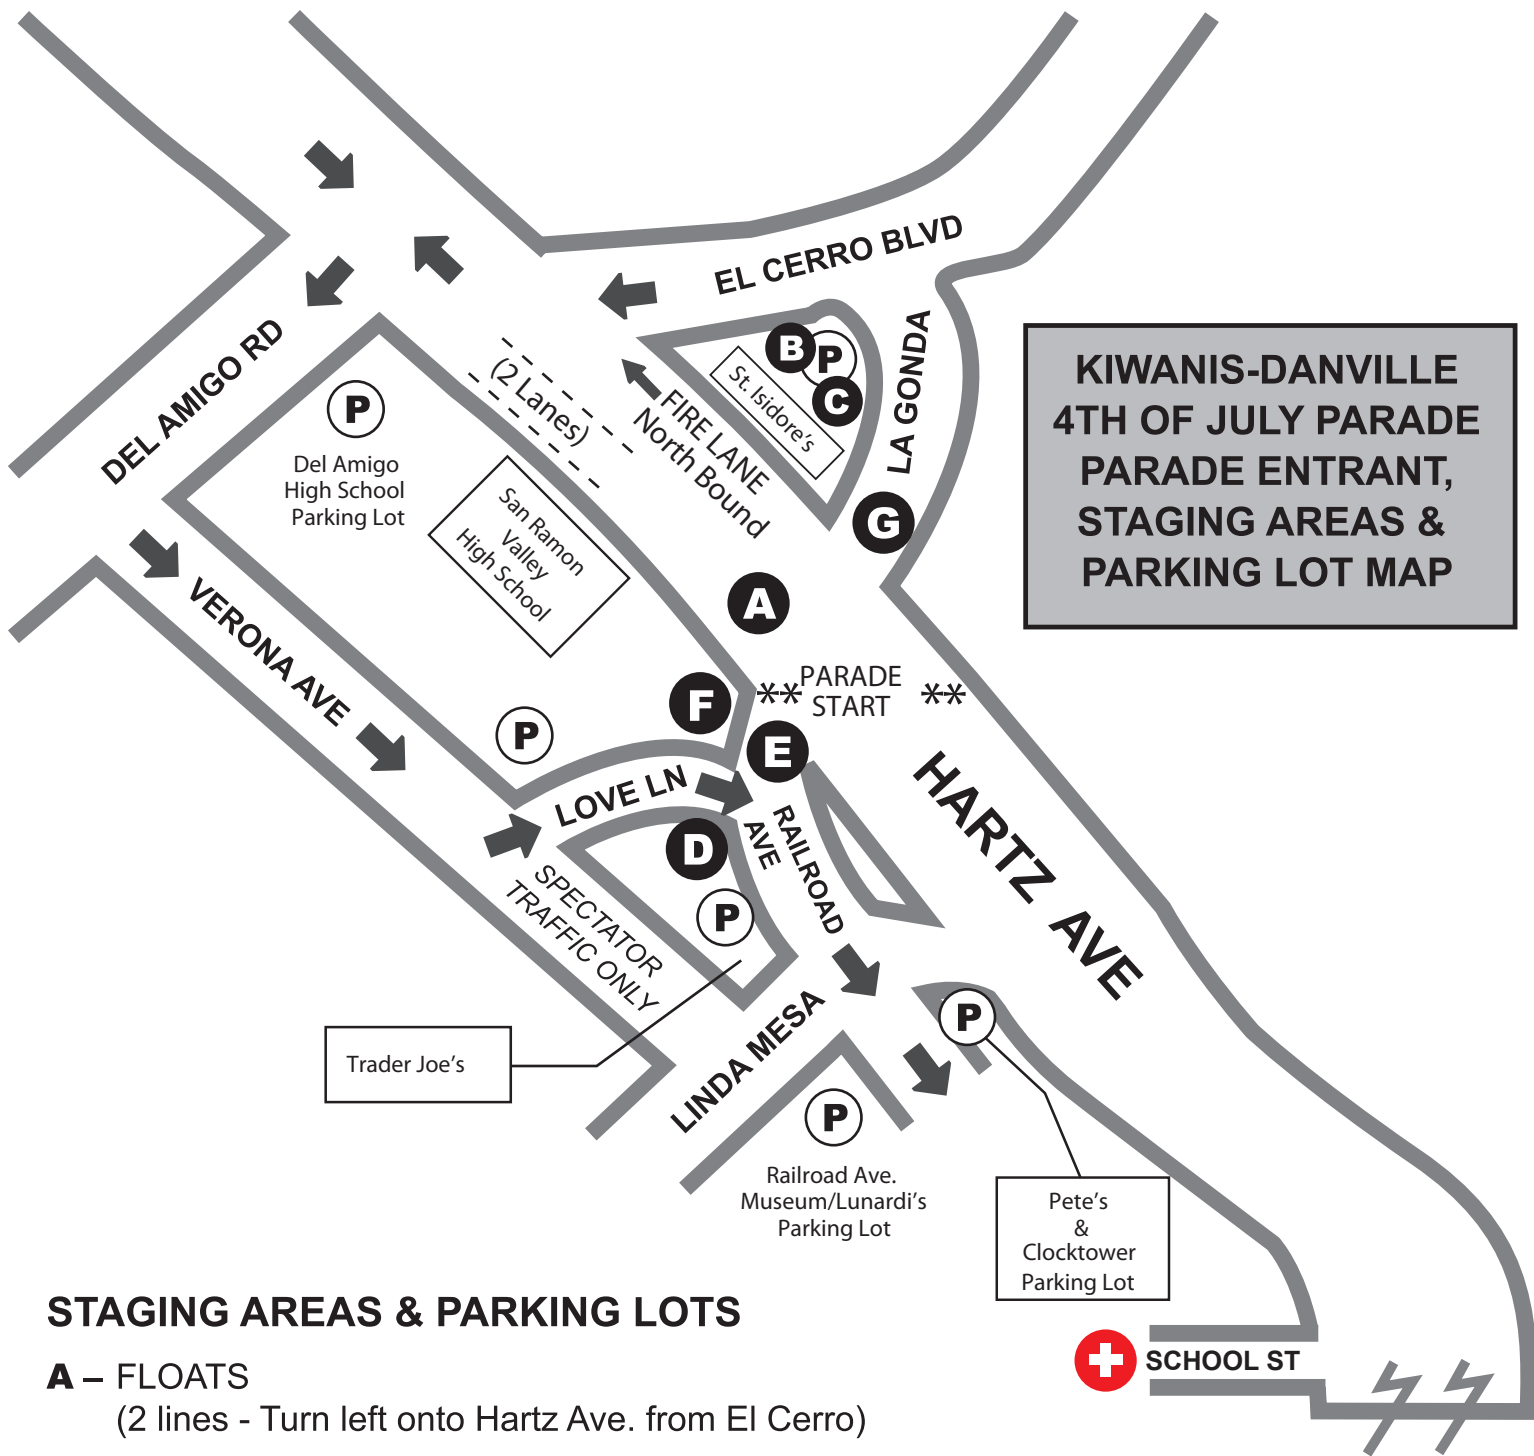 EL CERRO BLVD
KIWANIS-DANVILLE
4TH OF JULY PARADE
PARADE ENTRANT,
STAGING AREAS &
PARKING LOT MAP
DEL AMIGO RD
(2 Lanes)
FIRE LANE
North Bound
B
P
C
St. Isidore's
LA GONDA
G
P
Del Amigo
High School
Parking Lot
San Ramon
Valley
High School
A
VERONA AVE
F
** PARADE **
START
P
E
LOVE LN
HARTZ AVE
RAILROAD
AVE
D
P
SPECTATOR
TRAFFIC ONLY
Trader Joe's
LINDA MESA
P
P
Railroad Ave.
Museum/Lunardi's
Parking Lot
Pete's
&
Clocktower
Parking Lot
SCHOOL ST
STAGING AREAS & PARKING LOTS
A – FLOATS
(2 lines - Turn left onto Hartz Ave. from El Cerro)